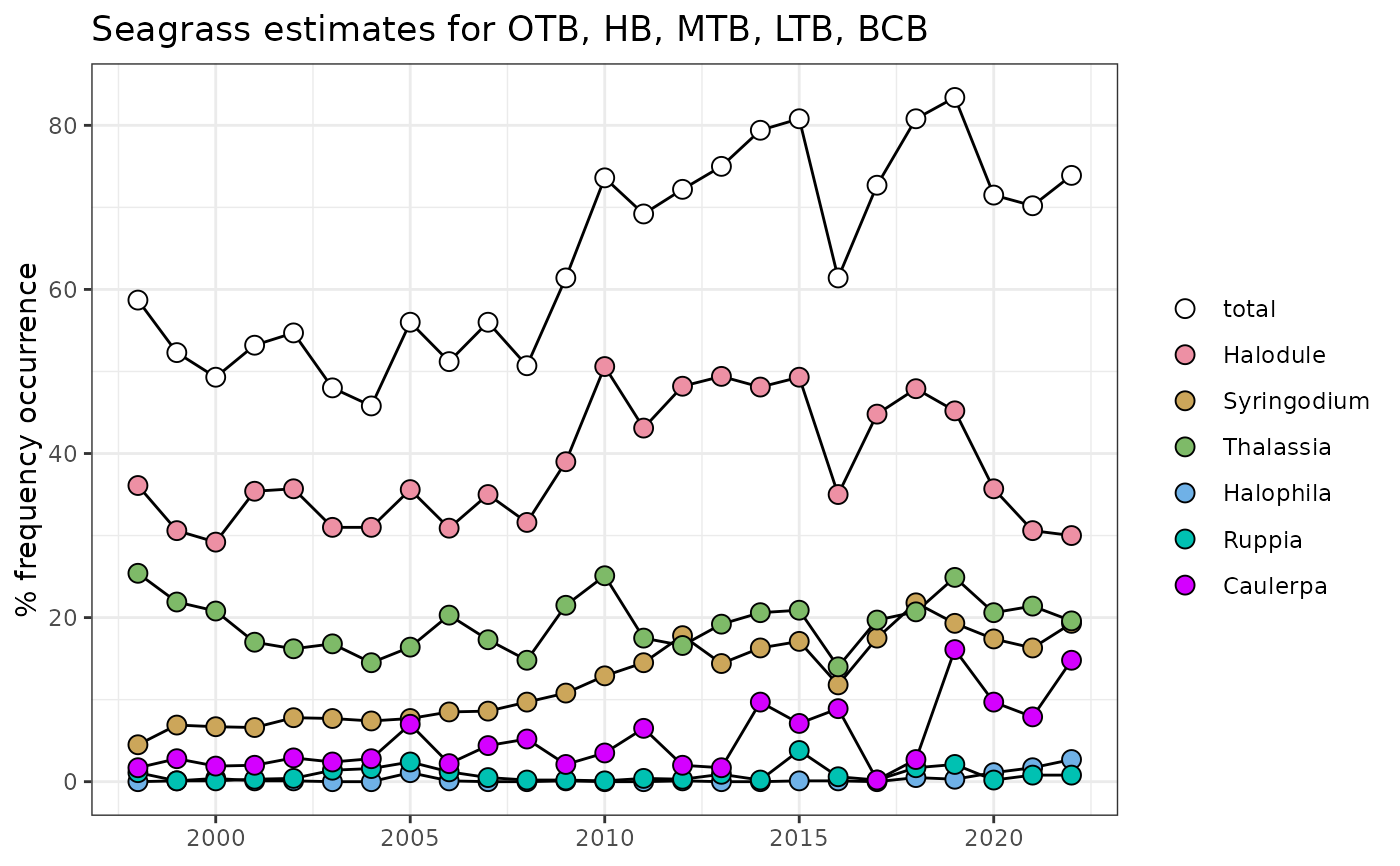 Seagrass estimates for OTB, HB, MTB, LTB, BCB
% frequency occurrence
80
60
40
20
0
2000
2005
2010
2015
2020
total
Halodule
Syringodium
Thalassia
Halophila
Ruppia
Caulerpa